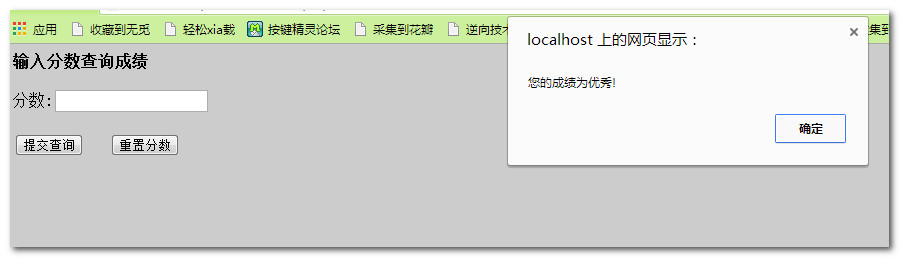 应用 收藏到无觅 轻松xia载 按键精灵论坛 采集到花瓣 逆向技术 集到
localhost 上的网页显示：
输入分数查询成绩
您的成绩为优秀!
分数:
确定
提交查询 重置分数